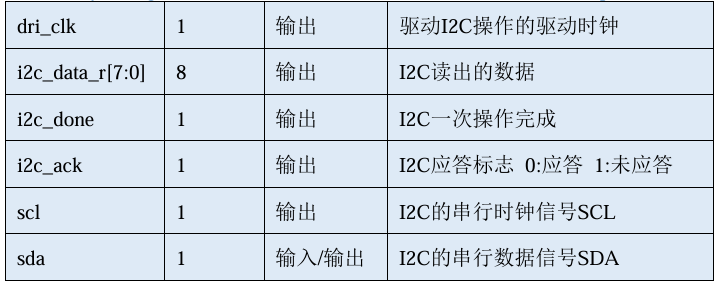 dri_clk 1 输出 驱动I2C操作的驱动时钟
i2c_data_r[7:0] 8 输出 I2C读出的数据
i2c_done 1 输出 I2C一次操作完成
i2c_ack 1 输出 I2C应答标志 0:应答 1:未应答
scl 1 输出 I2C的串行时钟信号SCL
sda 1 输入/输出 I2C的串行数据信号SDA